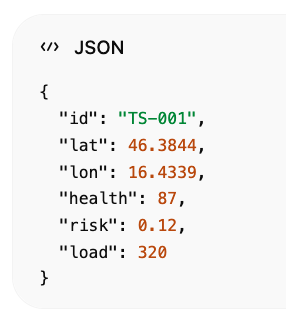 </> JSON
{
  "id": "TS-001",
  "lat": 46.3844,
  "lon": 16.4339,
  "health": 87,
  "risk": 0.12,
  "load": 320
}